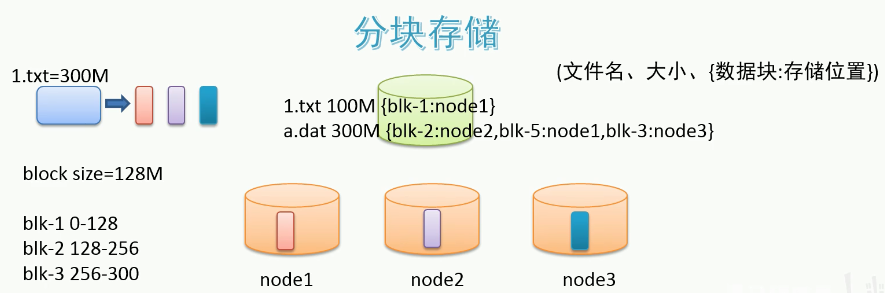 分块存储
1.txt=300M
(文件名、大小、{数据块:存储位置})
1.txt 100M {blk-1:node1}
a.dat 300M {blk-2:node2,blk-5:node1,blk-3:node3}
block size=128M
blk-1 0-128
blk-2 128-256
blk-3 256-300
node1
node2
node3